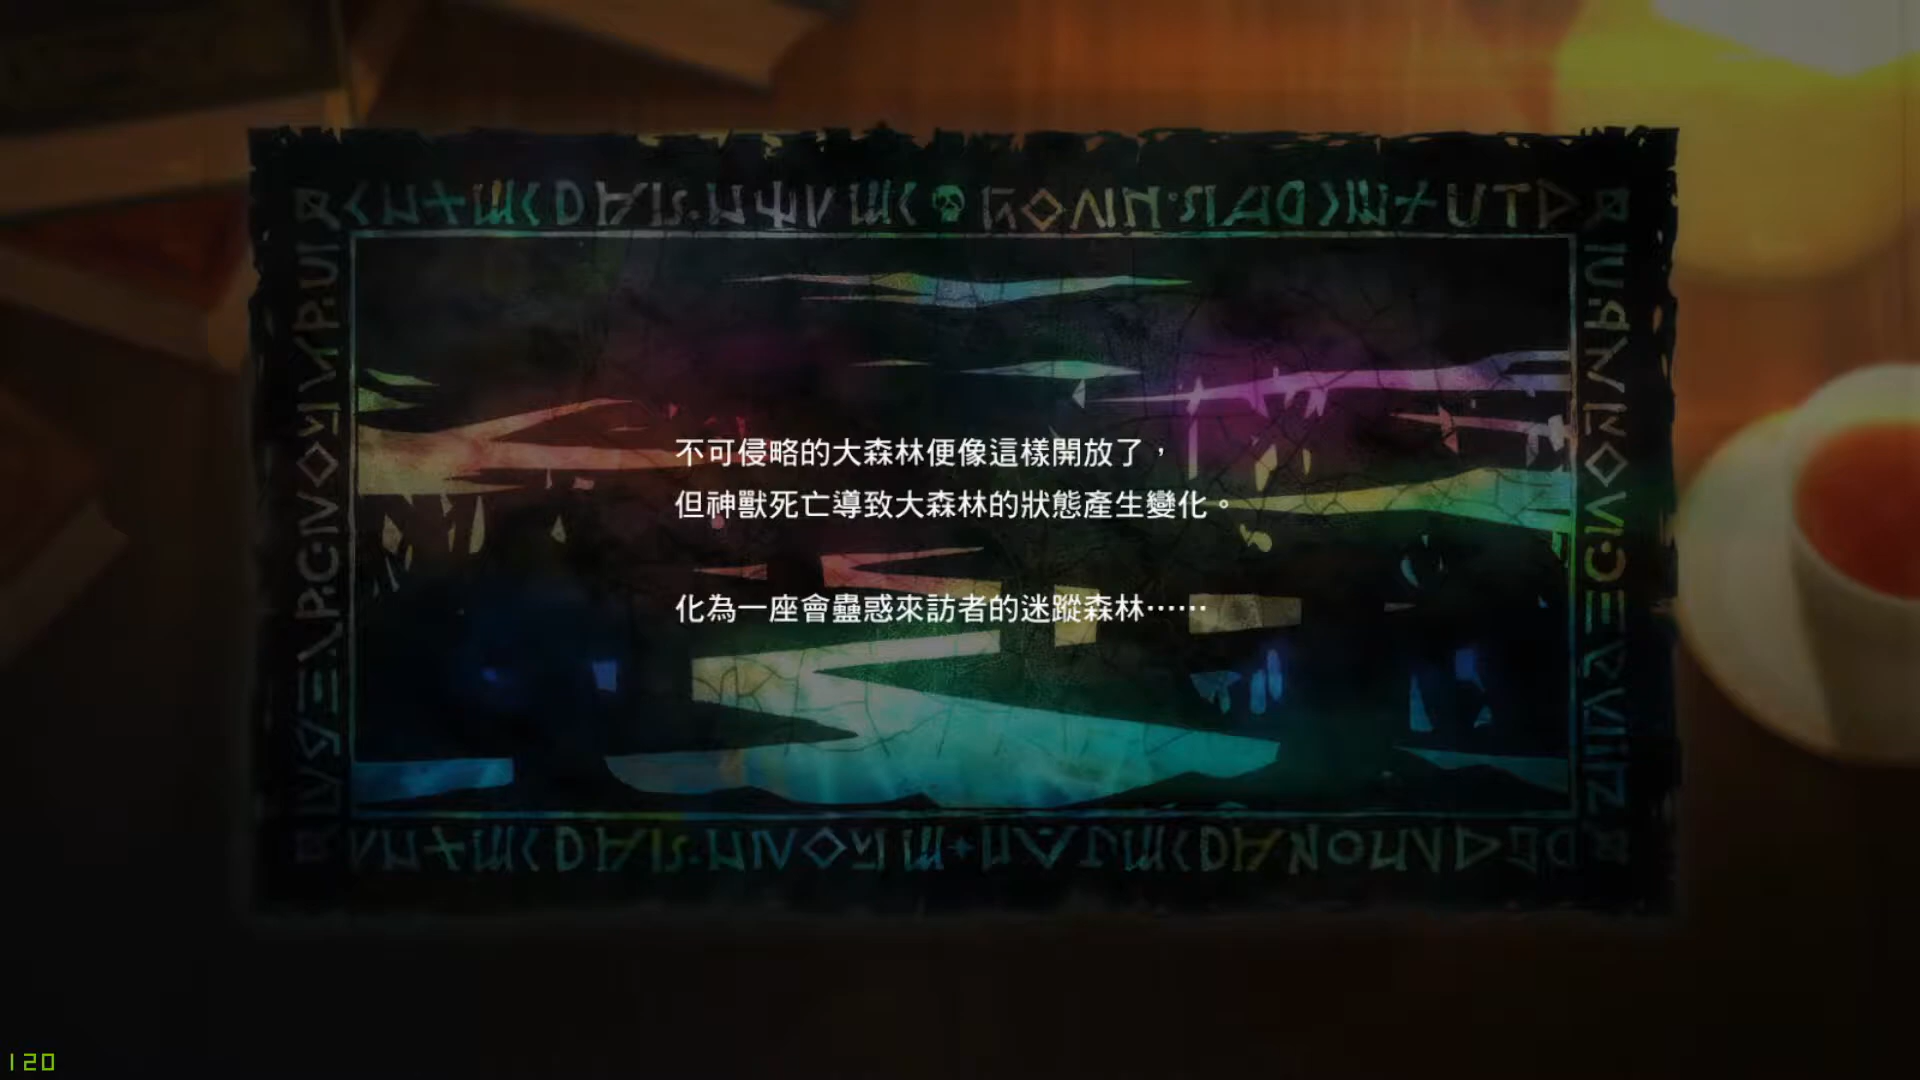 不可侵略的大森林便像這樣開放了，
但神獸死亡導致大森林的狀態產生變化。
化為一座會蠱惑來訪者的迷蹤森林……
120